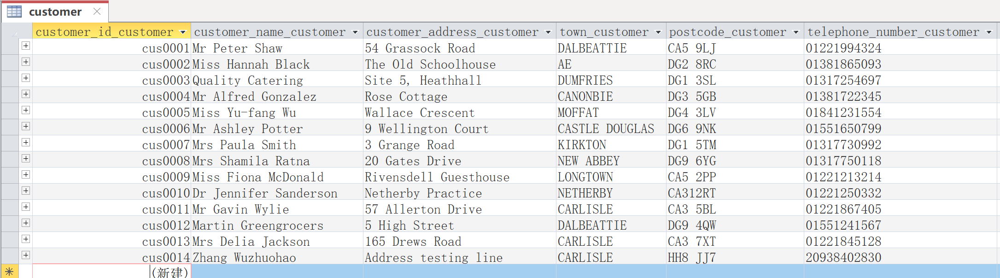 customer
customer_id_customer customer_name_customer customer_address_customer town_customer postcode_customer telephone_number_customer
cus0001 Mr Peter Shaw 54 Grassock Road DALBEATTIE CA5 9LJ 01221994324
cus0002 Miss Hannah Black The Old Schoolhouse AE DG2 8RC 01381865093
cus0003 Quality Catering Site 5, Heathhall DUMFRIES DG1 3SL 01317254697
cus0004 Mr Alfred Gonzalez Rose Cottage CANONBIE DG3 5GB 01381722345
cus0005 Miss Yu-fang Wu Wallace Crescent MOFFAT DG4 3LV 01841231554
cus0006 Mr Ashley Potter 9 Wellington Court CASTLE DOUGLAS DG6 9NK 01551650799
cus0007 Mrs Paula Smith 3 Grange Road KIRKTON DG1 5TM 01317730992
cus0008 Mrs Shamila Ratna 20 Gates Drive NEW ABBEY DG9 6YG 01317750118
cus0009 Miss Fiona McDonald Rivensdell Guesthouse LONGTOWN CA5 2PP 01221213214
cus0010 Dr Jennifer Sanderson Netherby Practice NETHERBY CA312RT 01221250332
cus0011 Mr Gavin Wylie 57 Allerton Drive CARLISLE CA3 5BL 01221867405
cus0012 Martin Greengrocers 5 High Street DALBEATTIE DG9 4QW 01551241567
cus0013 Mrs Delia Jackson 165 Drews Road CARLISLE CA3 7XT 01221845128
cus0014 Zhang Wuzhuohao Address testing line CARLISLE HH8 JJ7 20938402830
(新建)